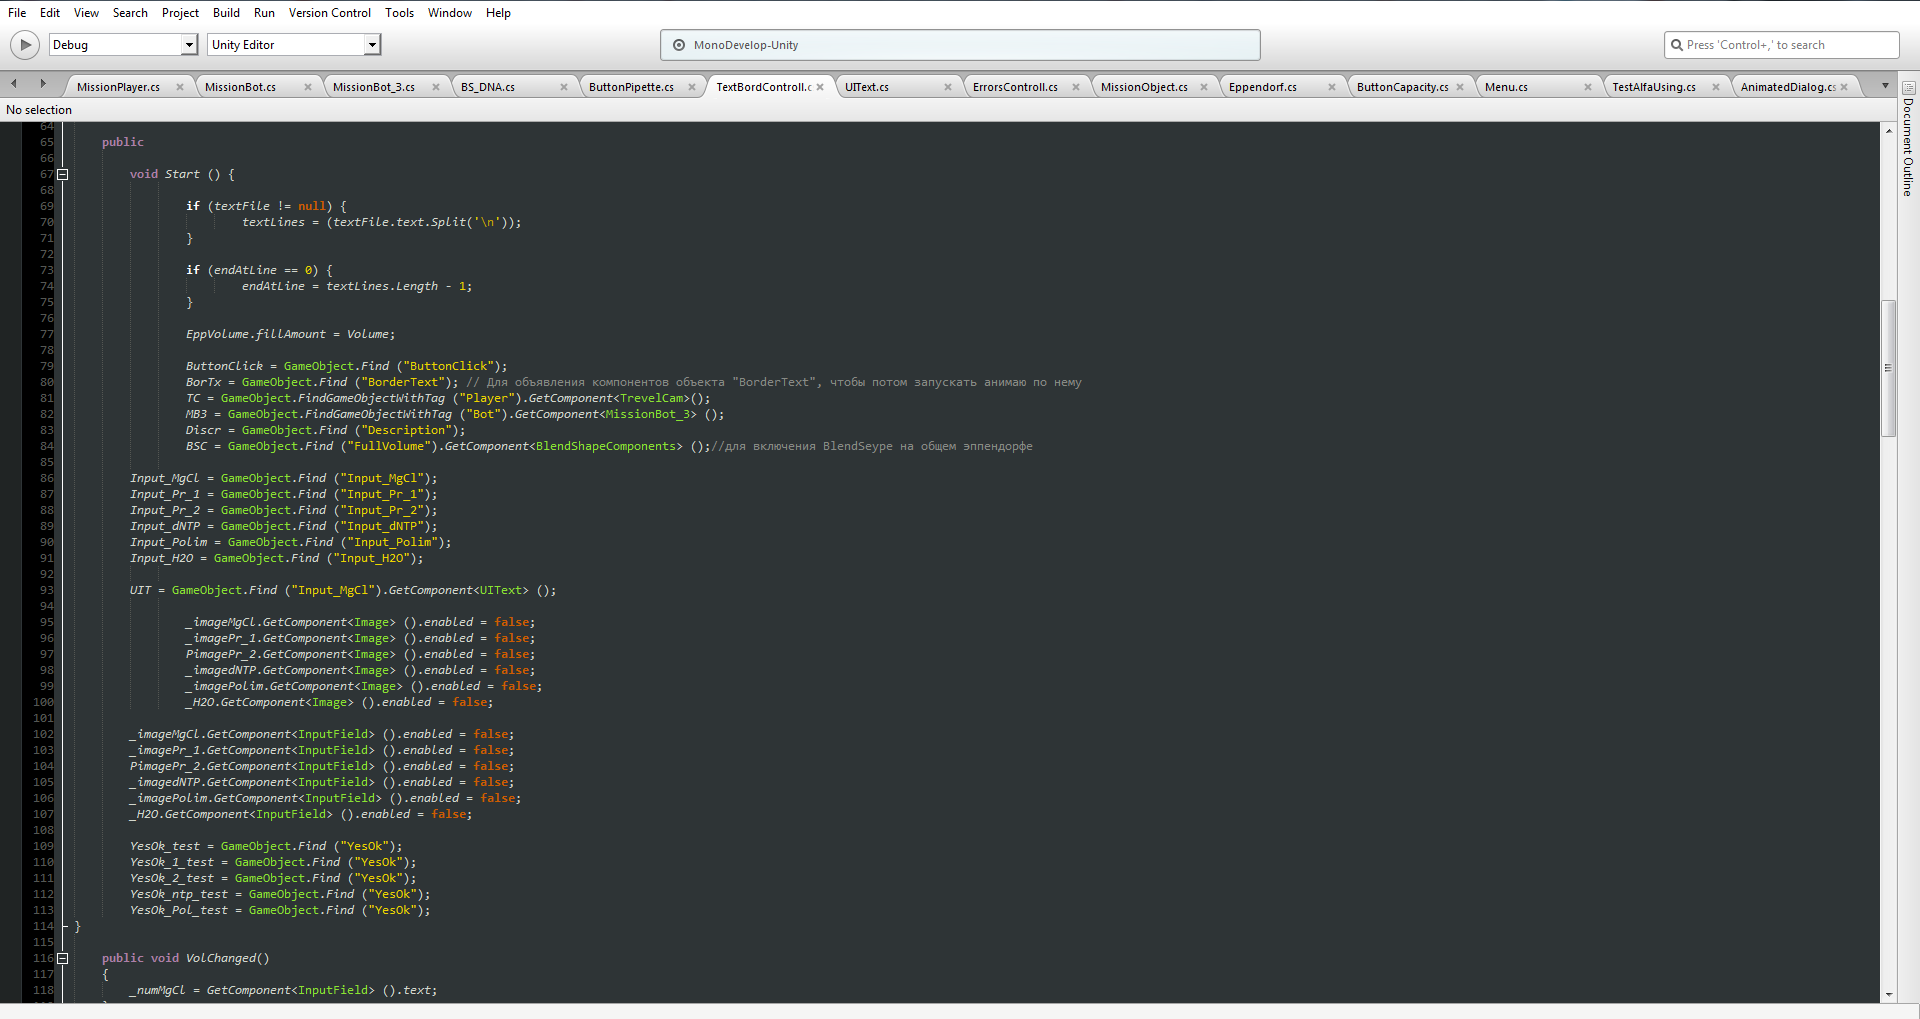 File Edit View Search Project Build Run Version Control Tools Window Help
Debug Unity Editor MonoDevelop-Unity Press 'Control+,' to search
MissionPlayer.cs MissionBot.cs MissionBot_3.cs BS_DNA.cs ButtonPipette.cs TextBordControll.c UIText.cs ErrorsControll.cs MissionObject.cs Eppendorf.cs ButtonCapacity.cs Menu.cs TestAlfaUsing.cs AnimatedDialog.cs
No selection
Document Outline
64
65 public
66
67 void Start () {
68
69 if (textFile != null) {
70 textLines = (textFile.text.Split('\n'));
71 }
72
73 if (endAtLine == 0) {
74 endAtLine = textLines.Length - 1;
75 }
76
77 EppVolume.fillAmount = Volume;
78
79 ButtonClick = GameObject.Find ("ButtonClick");
80 BorTx = GameObject.Find ("BorderText"); // Для объявления компонентов объекта "BorderText", чтобы потом запускать анимаю по нему
81 TC = GameObject.FindGameObjectWithTag ("Player").GetComponent<TrevelCam>();
82 MB3 = GameObject.FindGameObjectWithTag ("Bot").GetComponent<MissionBot_3> ();
83 Discr = GameObject.Find ("Description");
84 BSC = GameObject.Find ("FullVolume").GetComponent<BlendShapeComponents> ();//для включения BlendSeype на общем эппендорфе
85
86 Input_MgCl = GameObject.Find ("Input_MgCl");
87 Input_Pr_1 = GameObject.Find ("Input_Pr_1");
88 Input_Pr_2 = GameObject.Find ("Input_Pr_2");
89 Input_dNTP = GameObject.Find ("Input_dNTP");
90 Input_Polim = GameObject.Find ("Input_Polim");
91 Input_H2O = GameObject.Find ("Input_H2O");
92
93 UIT = GameObject.Find ("Input_MgCl").GetComponent<UIText> ();
94
95 _imageMgCl.GetComponent<Image> ().enabled = false;
96 _imagePr_1.GetComponent<Image> ().enabled = false;
97 PimagePr_2.GetComponent<Image> ().enabled = false;
98 _imagedNTP.GetComponent<Image> ().enabled = false;
99 _imagePolim.GetComponent<Image> ().enabled = false;
100 _H2O.GetComponent<Image> ().enabled = false;
101
102 _imageMgCl.GetComponent<InputField> ().enabled = false;
103 _imagePr_1.GetComponent<InputField> ().enabled = false;
104 PimagePr_2.GetComponent<InputField> ().enabled = false;
105 _imagedNTP.GetComponent<InputField> ().enabled = false;
106 _imagePolim.GetComponent<InputField> ().enabled = false;
107 _H2O.GetComponent<InputField> ().enabled = false;
108
109 YesOk_test = GameObject.Find ("YesOk");
110 YesOk_1_test = GameObject.Find ("YesOk");
111 YesOk_2_test = GameObject.Find ("YesOk");
112 YesOk_ntp_test = GameObject.Find ("YesOk");
113 YesOk_Pol_test = GameObject.Find ("YesOk");
114 }
115
116 public void VolChanged()
117 {
118 _numMgCl = GetComponent<InputField> ().text;